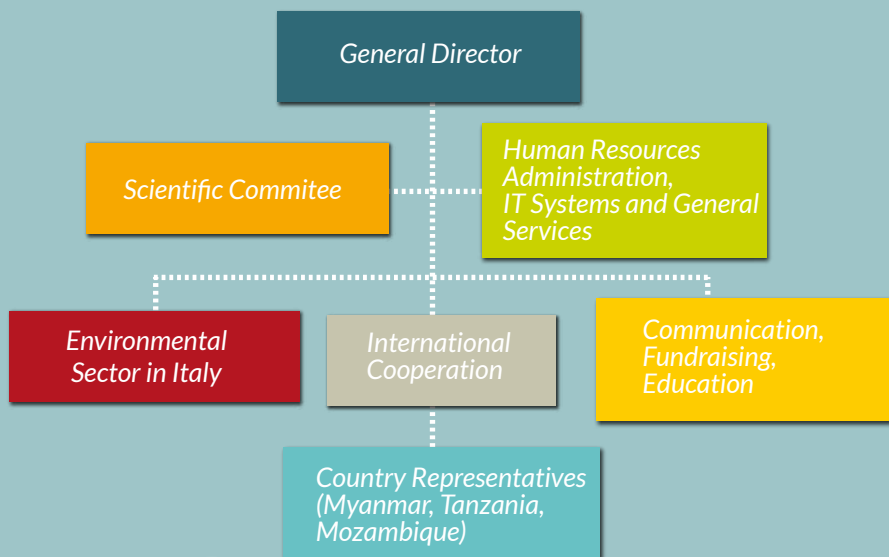 General Director
Scientific Commitee
Human Resources
Administration,
IT Systems and General
Services
Environmental
Sector in Italy
International
Cooperation
Communication,
Fundraising,
Education
Country Representatives
(Myanmar, Tanzania,
Mozambique)